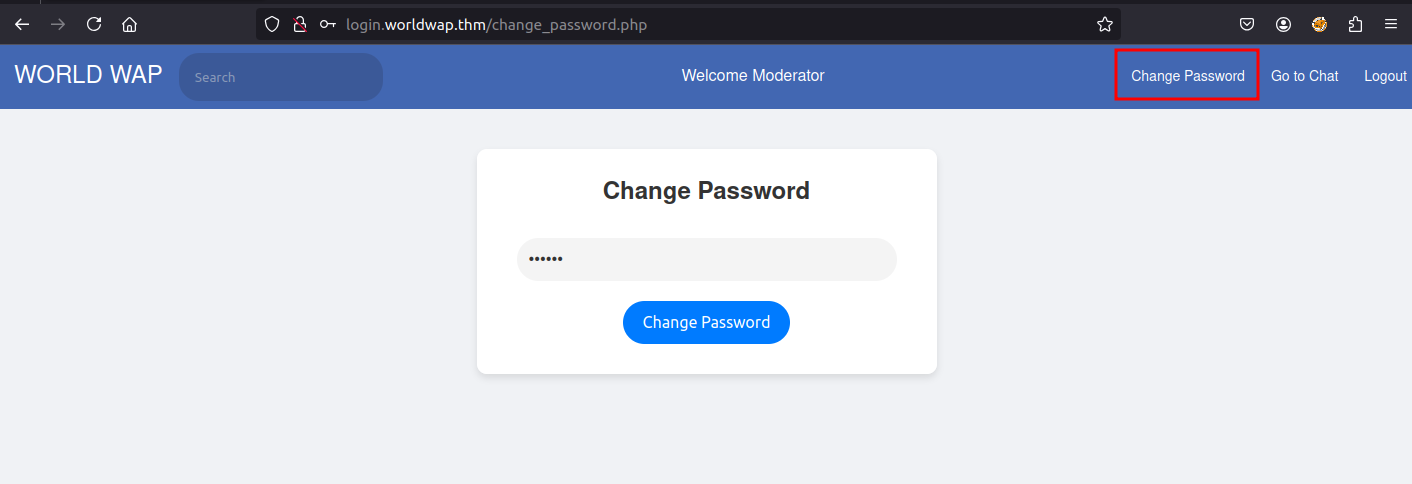 login.worldwap.thm/change_password.php
WORLD WAP Search Welcome Moderator Change Password Go to Chat Logout
Change Password
••••••
Change Password